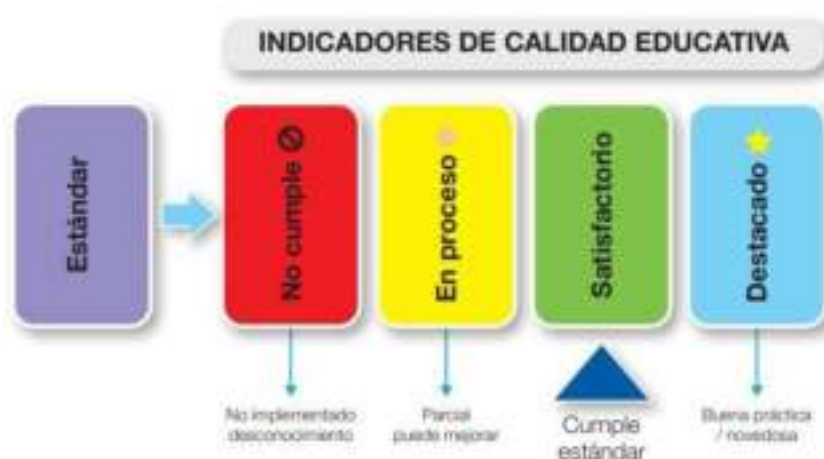 INDICADORES DE CALIDAD EDUCATIVA
Estándar
No cumple
En proceso
Satisfactorio
Destacado
No implementado
desconocimiento
Parcial
puede mejorar
Cumple
estándar
Buena práctica
/ novedosa